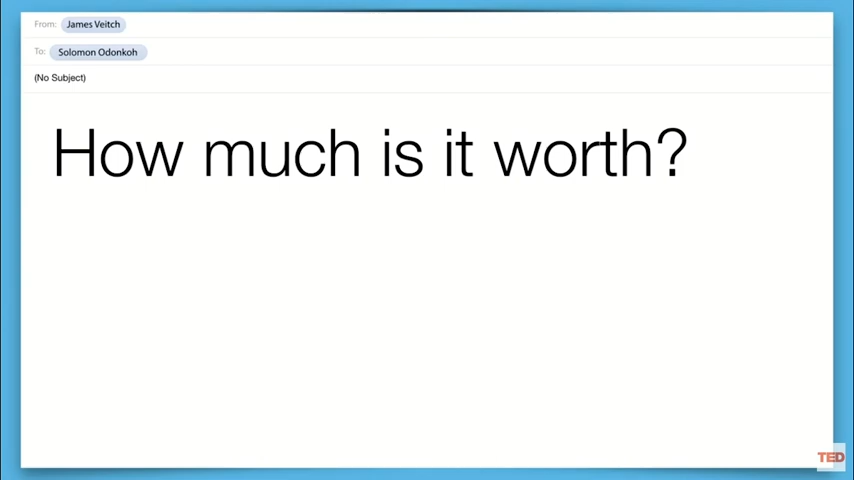 From: James Veitch
To: Solomon Odonkoh
(No Subject)
How much is it worth?
TED